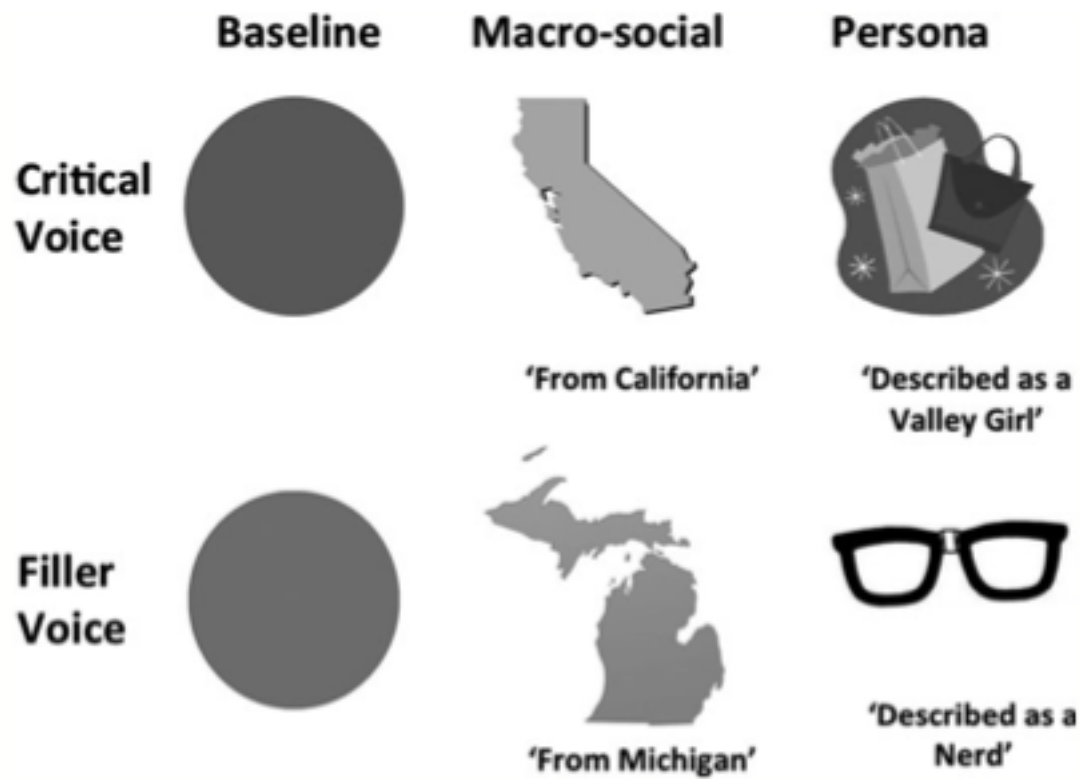 Baseline Macro-social Persona
Critical
Voice
'From California'
'Described as a
Valley Girl'
Filler
Voice
'From Michigan'
'Described as a
Nerd'